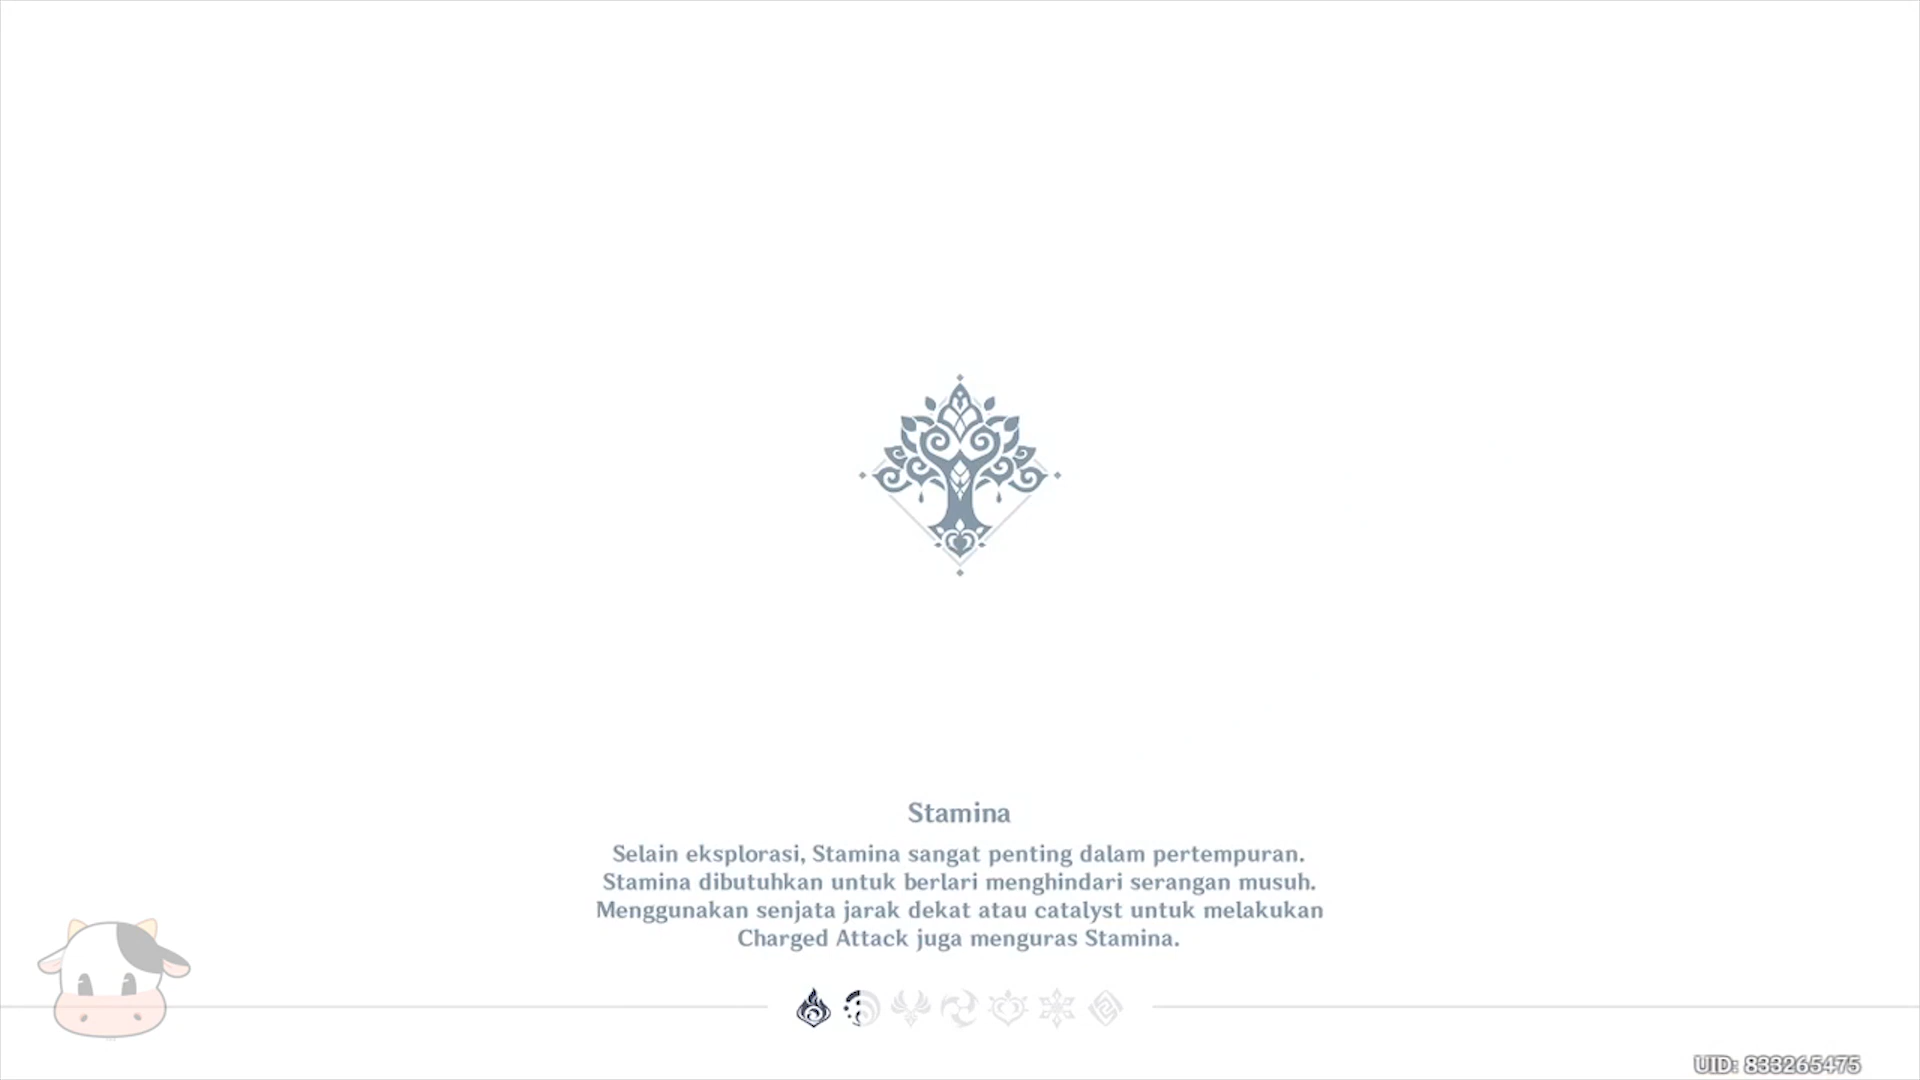 Stamina
Selain eksplorasi, Stamina sangat penting dalam pertempuran.
Stamina dibutuhkan untuk berlari menghindari serangan musuh.
Menggunakan senjata jarak dekat atau catalyst untuk melakukan
Charged Attack juga menguras Stamina.
UID: 833265475